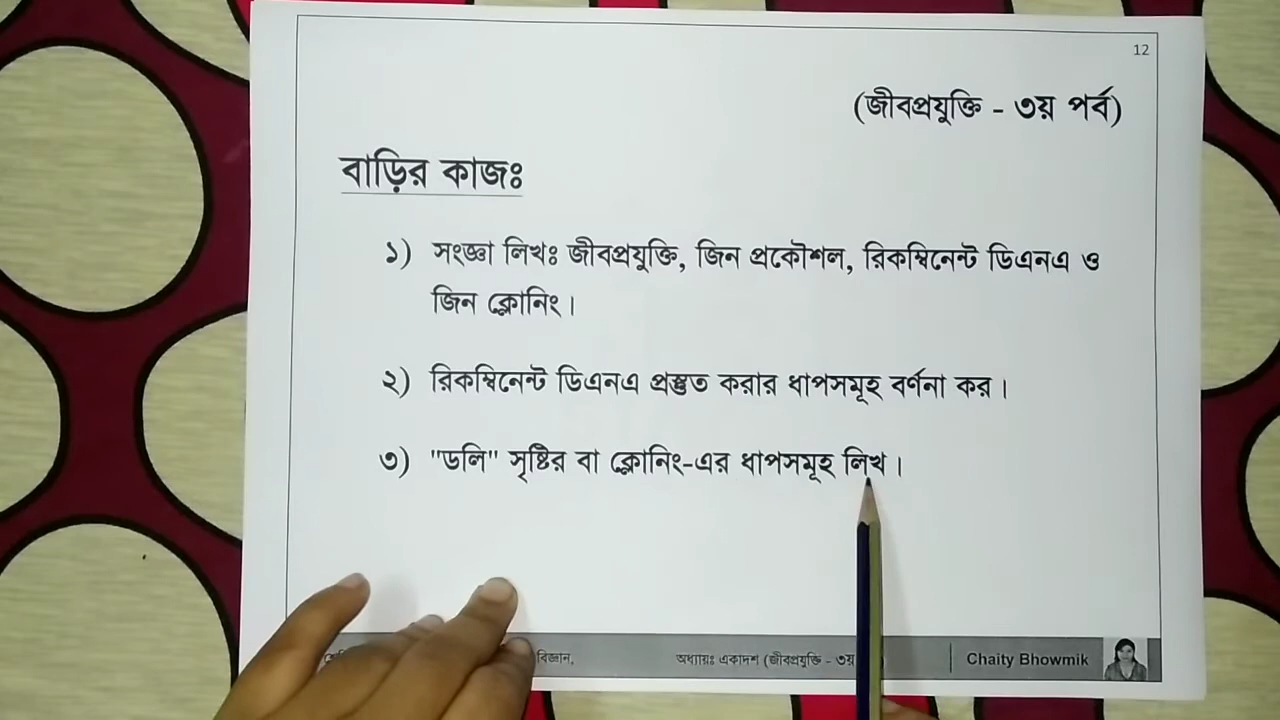 12
(জীবপ্রযুক্তি - ৩য় পর্ব)
বাড়ির কাজঃ
১) সংজ্ঞা লিখঃ জীবপ্রযুক্তি, জিন প্রকৌশল, রিকম্বিনেন্ট ডিএনএ ও
জিন ক্লোনিং।
২) রিকম্বিনেন্ট ডিএনএ প্রস্তুত করার ধাপসমূহ বর্ণনা কর।
৩) "ডলি" সৃষ্টির বা ক্লোনিং-এর ধাপসমূহ লিখ।
বিজ্ঞান, অধ্যায়ঃ একাদশ (জীবপ্রযুক্তি - ৩য় Chaity Bhowmik